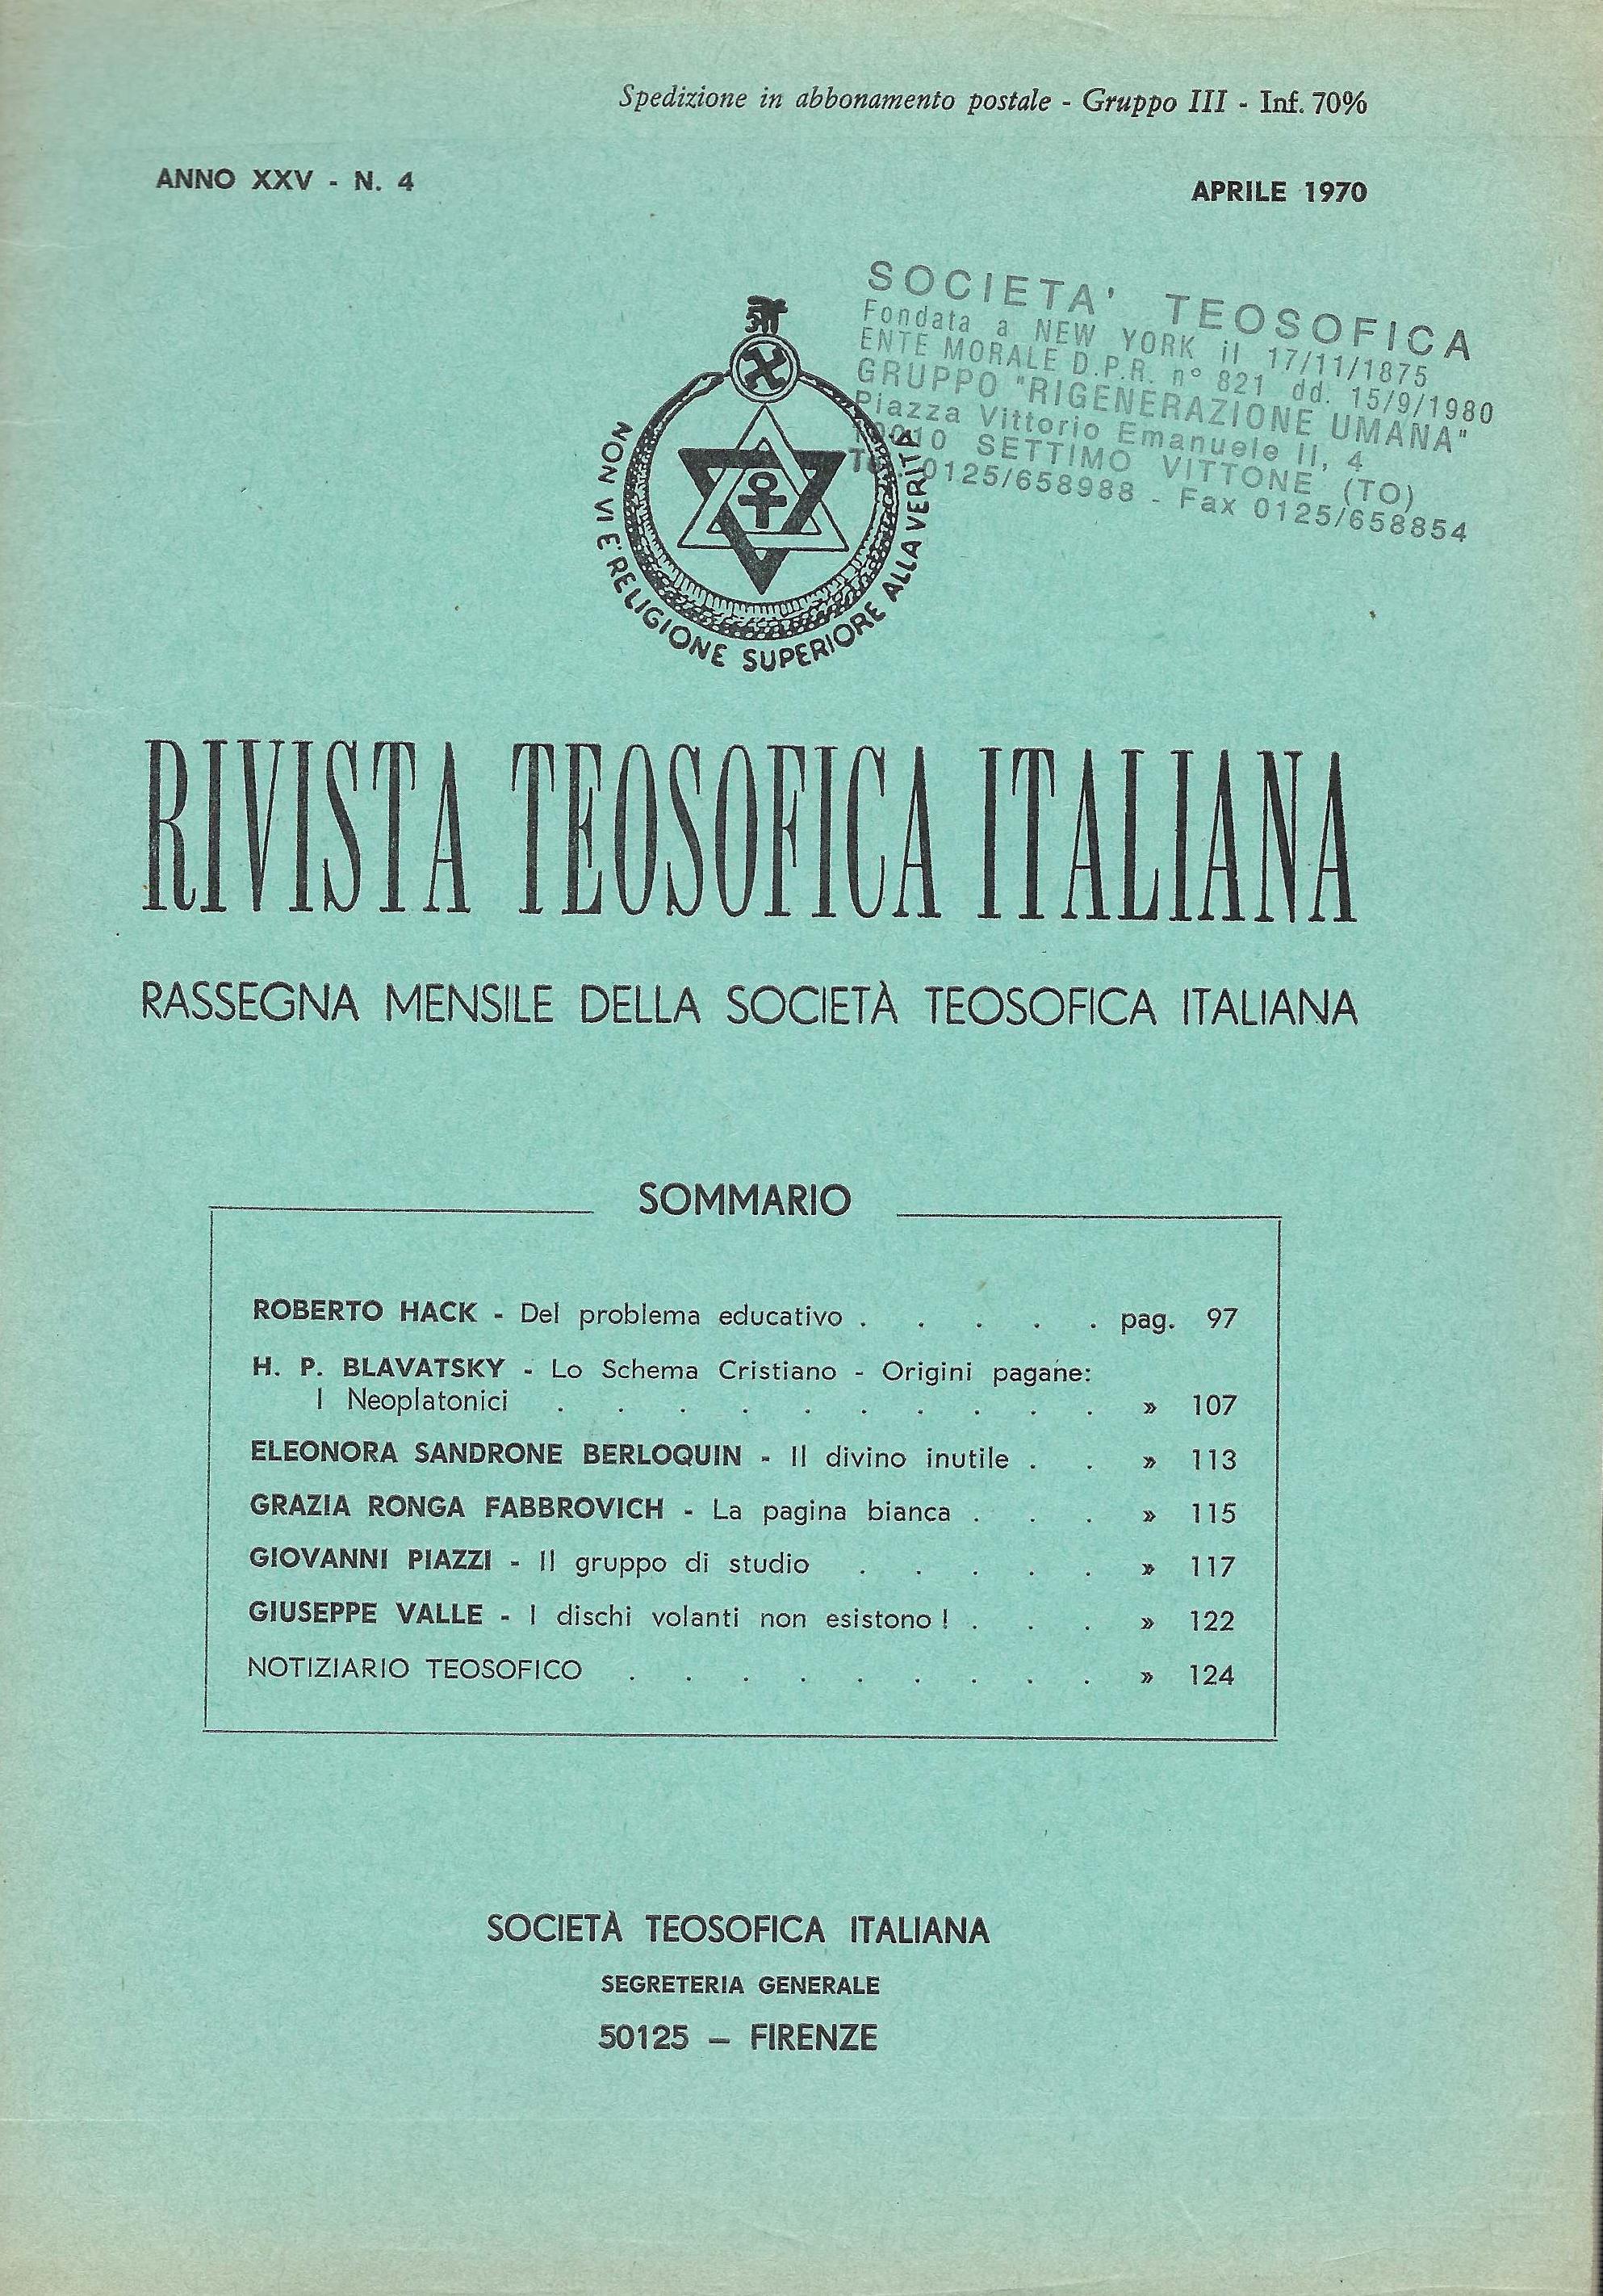 Spedizione in abbonamento postale - Gruppo III - Inf. 70%
ANNO XXV - N. 4
APRILE 1970
SOCIETA' TEOSOFICA
Fondata a NEW YORK il 17/11/1875
ENTE MORALE D.P.R. n° 821 dd. 15/9/1980
GRUPPO "RIGENERAZIONE UMANA"
Piazza Vittorio Emanuele II, 4
10010 SETTIMO VITTONE (TO)
0125/658988 - Fax 0125/658854
NON VI E' RELIGIONE SUPERIORE ALLA VERITÀ
RIVISTA TEOSOFICA ITALIANA
RASSEGNA MENSILE DELLA SOCIETÀ TEOSOFICA ITALIANA
SOMMARIO
ROBERTO HACK - Del problema educativo . . . . . pag. 97
H. P. BLAVATSKY - Lo Schema Cristiano - Origini pagane:
I Neoplatonici . . . . . . . . . . » 107
ELEONORA SANDRONE BERLOQUIN - Il divino inutile . . » 113
GRAZIA RONGA FABBROVICH - La pagina bianca . . . » 115
GIOVANNI PIAZZI - Il gruppo di studio . . . . . » 117
GIUSEPPE VALLE - I dischi volanti non esistono ! . . . » 122
NOTIZIARIO TEOSOFICO . . . . . . . . . » 124
SOCIETÀ TEOSOFICA ITALIANA
SEGRETERIA GENERALE
50125 – FIRENZE